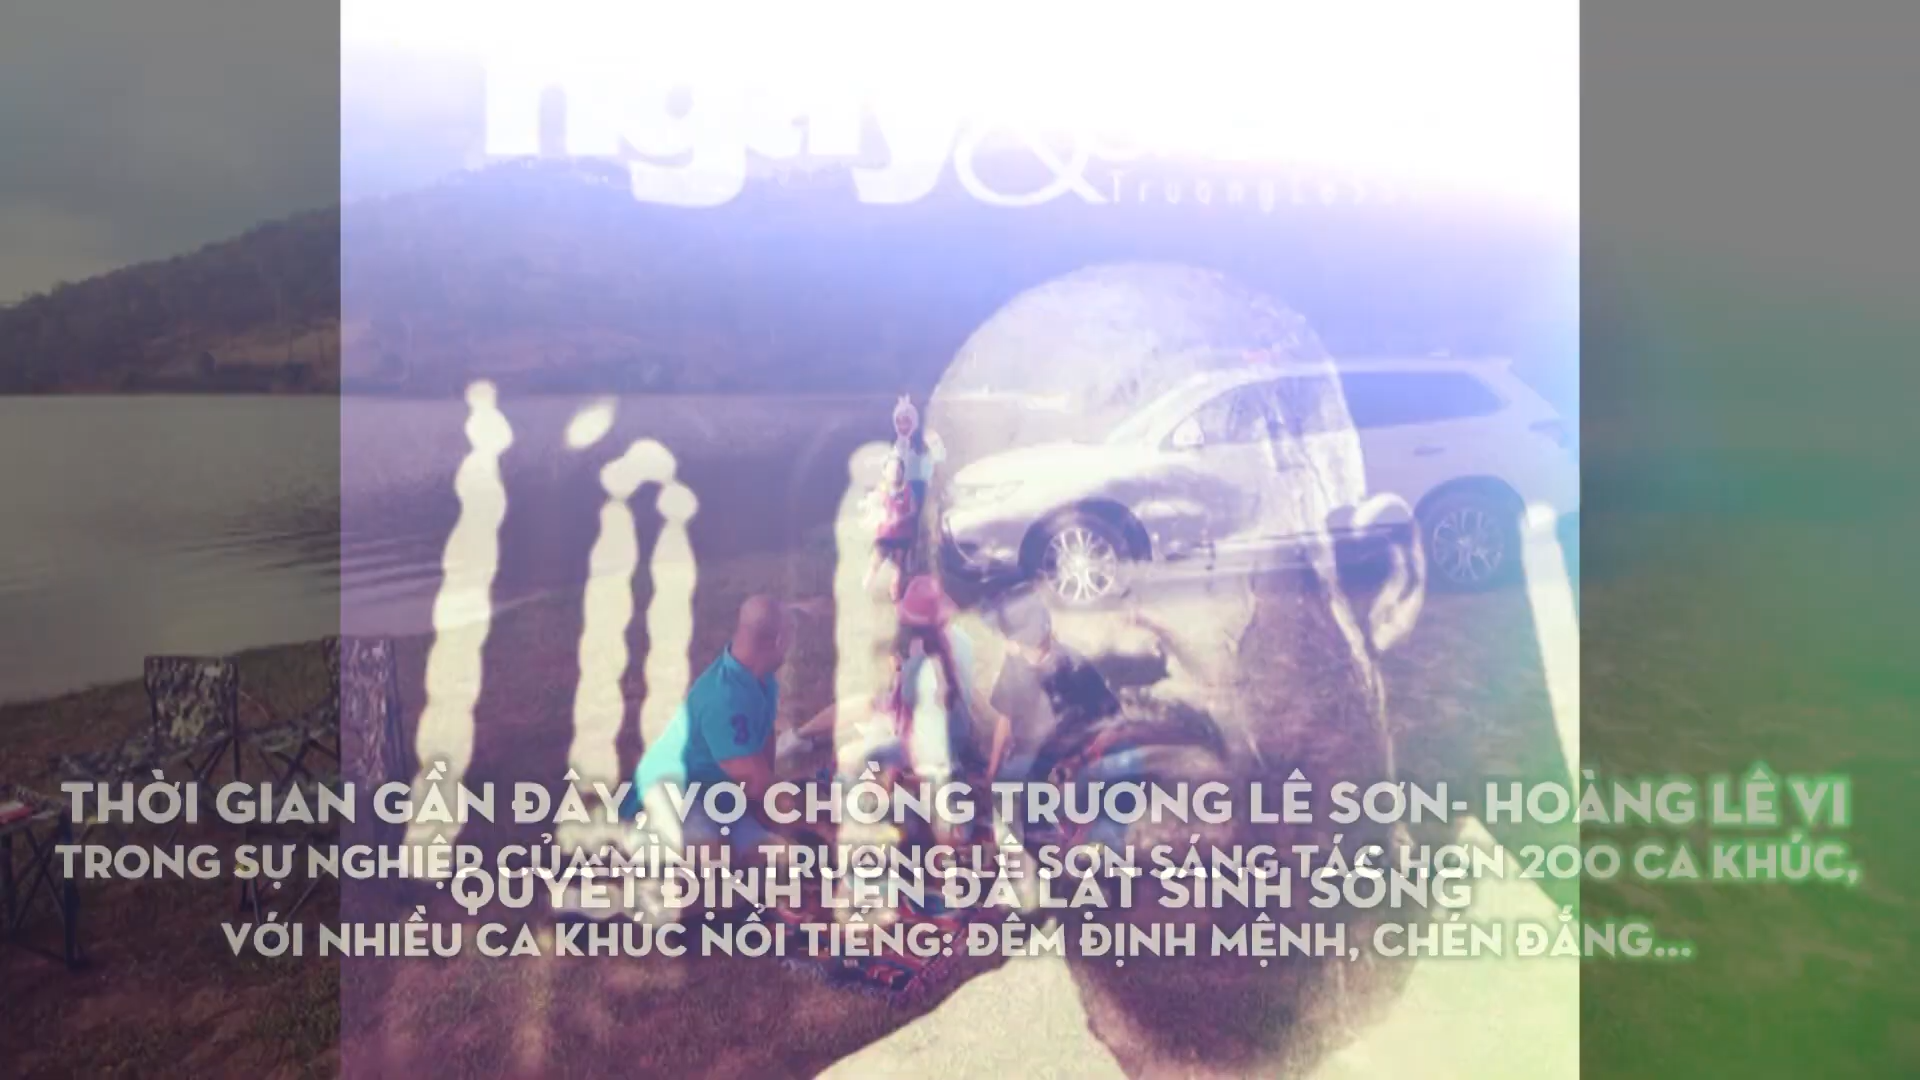 ngày &
TruongLeSơn
THỜI GIAN GẦN ĐÂY, VỢ CHỒNG TRƯƠNG LÊ SƠN- HOÀNG LÊ VI
QUYẾT ĐỊNH LÊN ĐÀ LẠT SINH SỐNG
TRONG SỰ NGHIỆP CỦA MÌNH, TRƯƠNG LÊ SƠN SÁNG TÁC HƠN 200 CA KHÚC,
VỚI NHIỀU CA KHÚC NỔI TIẾNG: ĐÊM ĐỊNH MỆNH, CHÉN ĐẮNG...
3